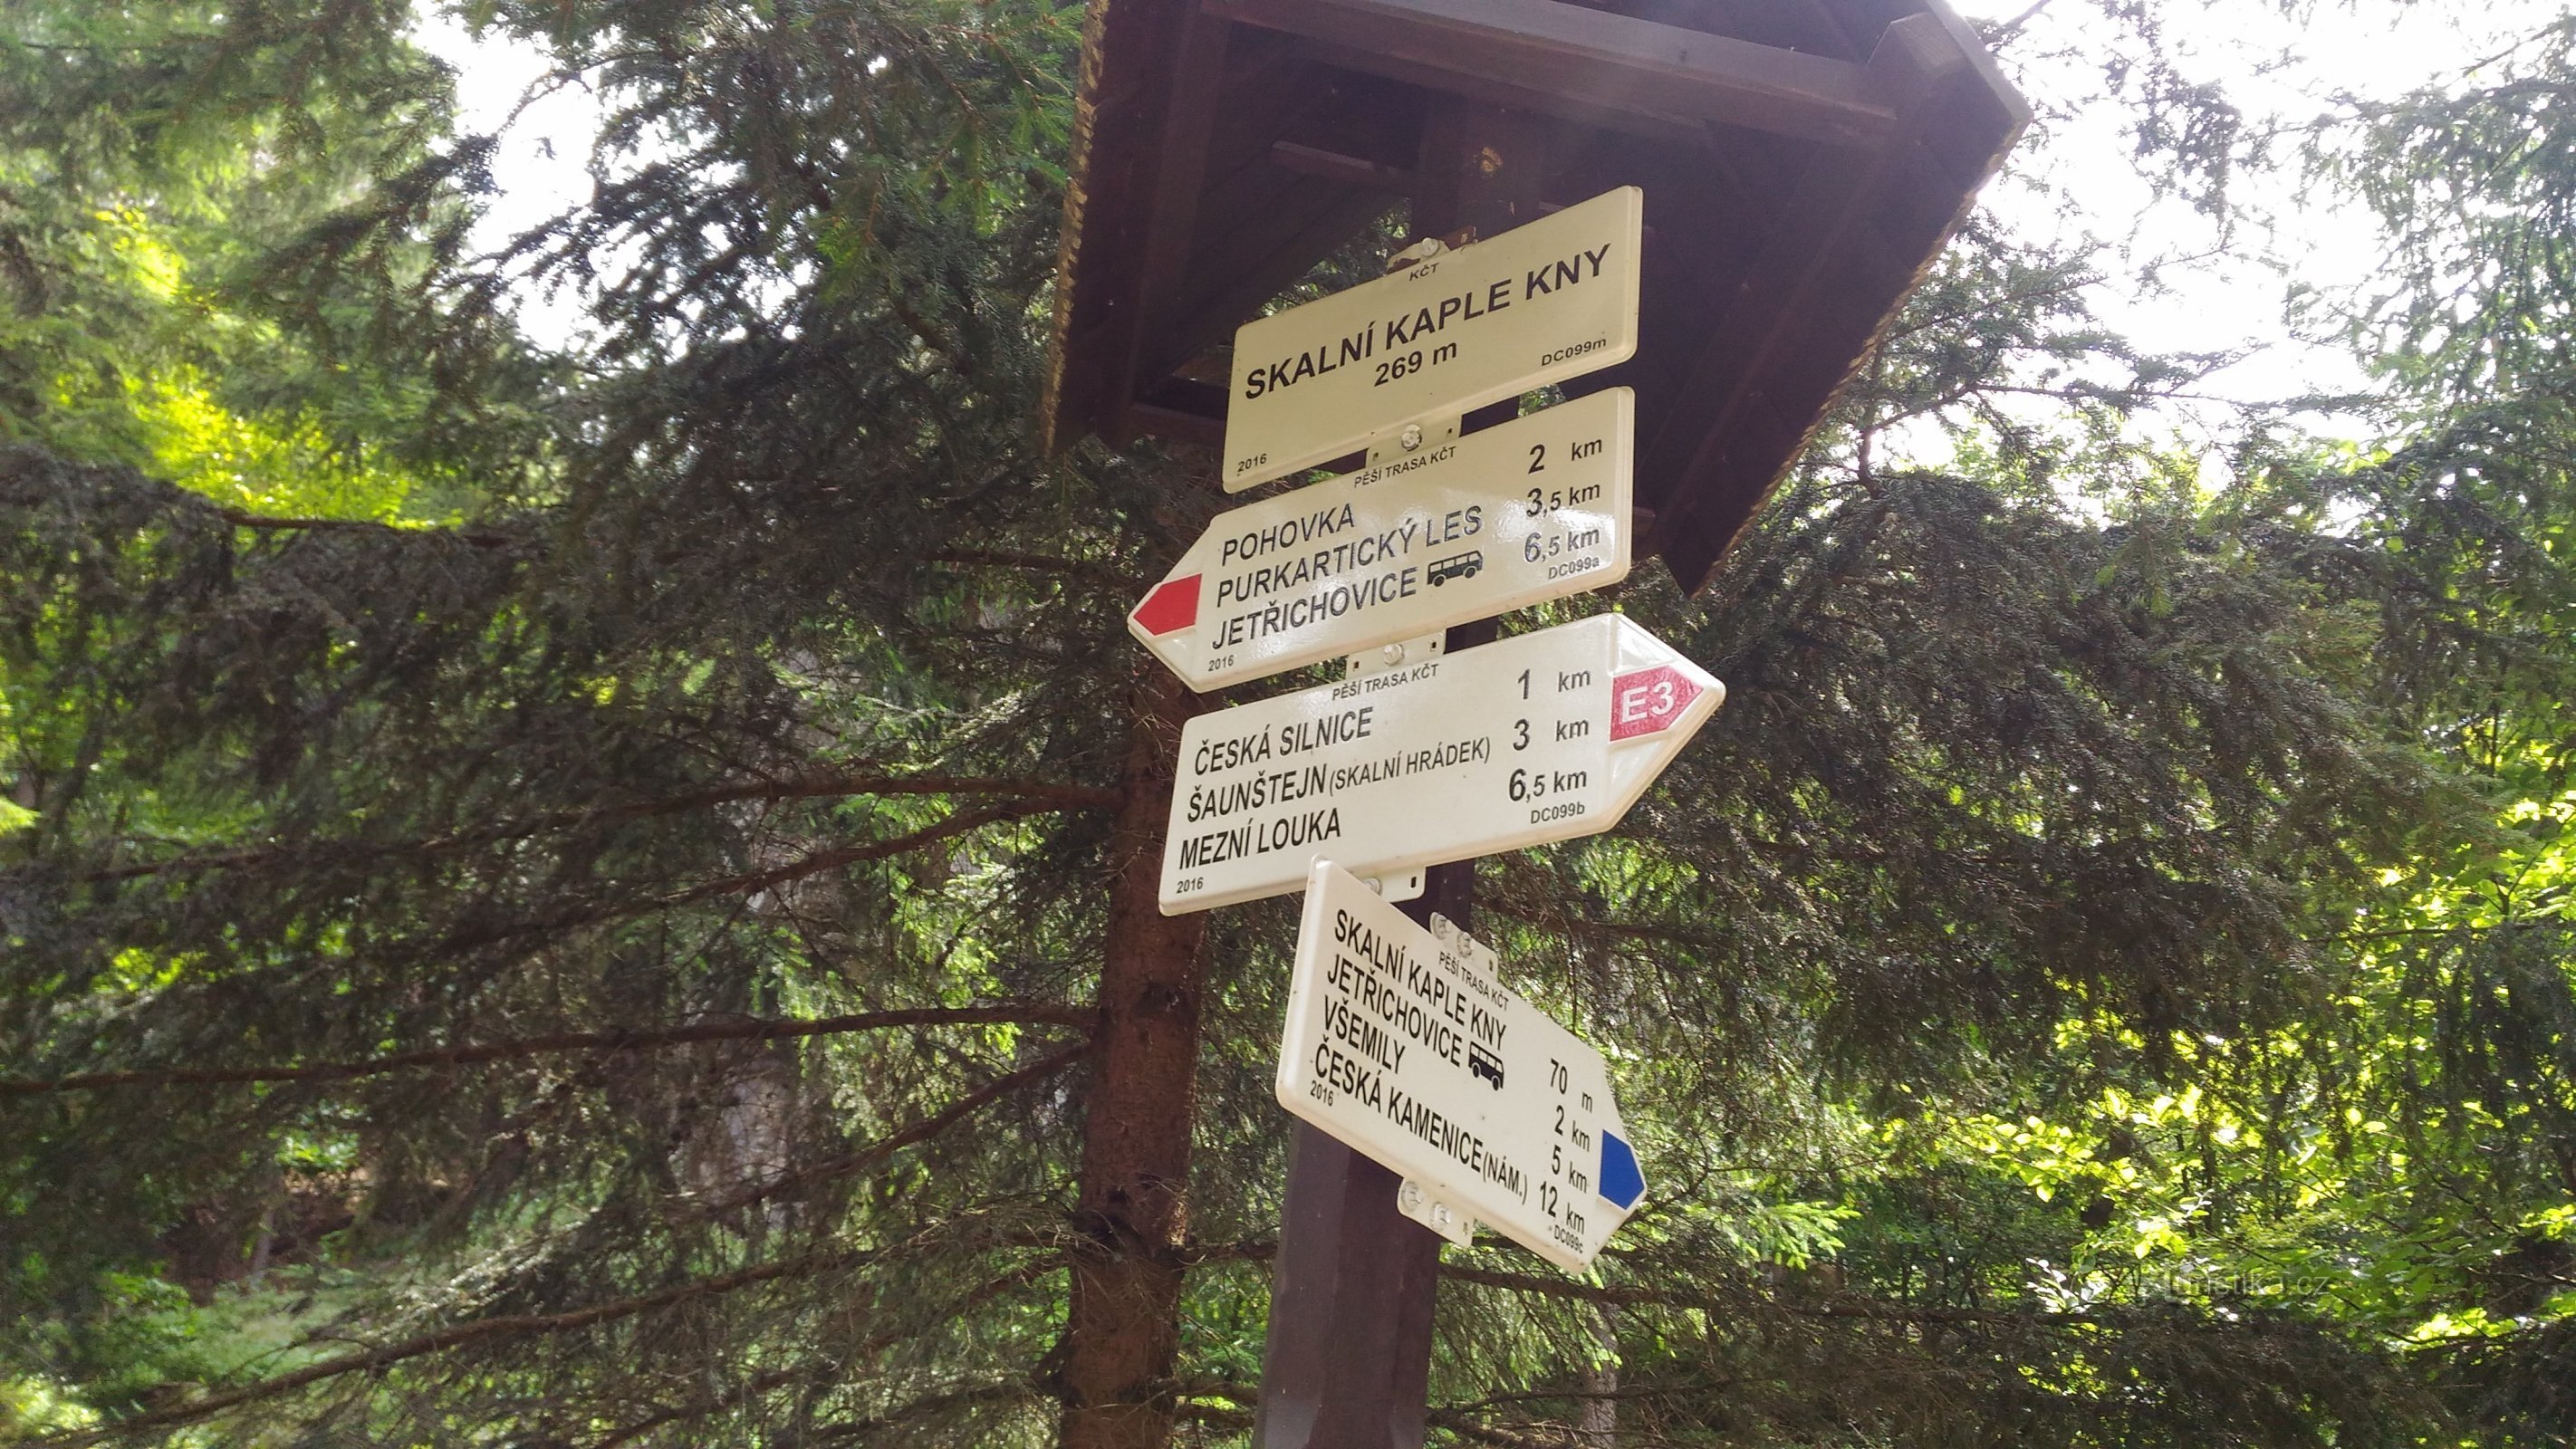 KČT
SKALNÍ KAPLE KNY
269 m
DC099m
2016
PĚŠÍ TRASA KČT
POHOVKA 2 km
PURKARTICKÝ LES 3,5 km
JETŘICHOVICE 6,5 km
2016 DC099a
PĚŠÍ TRASA KČT
E3
ČESKÁ SILNICE 1 km
ŠAUNŠTEJN (SKALNÍ HRÁDEK) 3 km
MEZNÍ LOUKA 6,5 km
2016 DC099b
PĚŠÍ TRASA KČT
SKALNÍ KAPLE KNY 70 m
JETŘICHOVICE 2 km
VŠEMILY 5 km
ČESKÁ KAMENICE (NÁM.) 12 km
2016 DC099c
turistika.cz